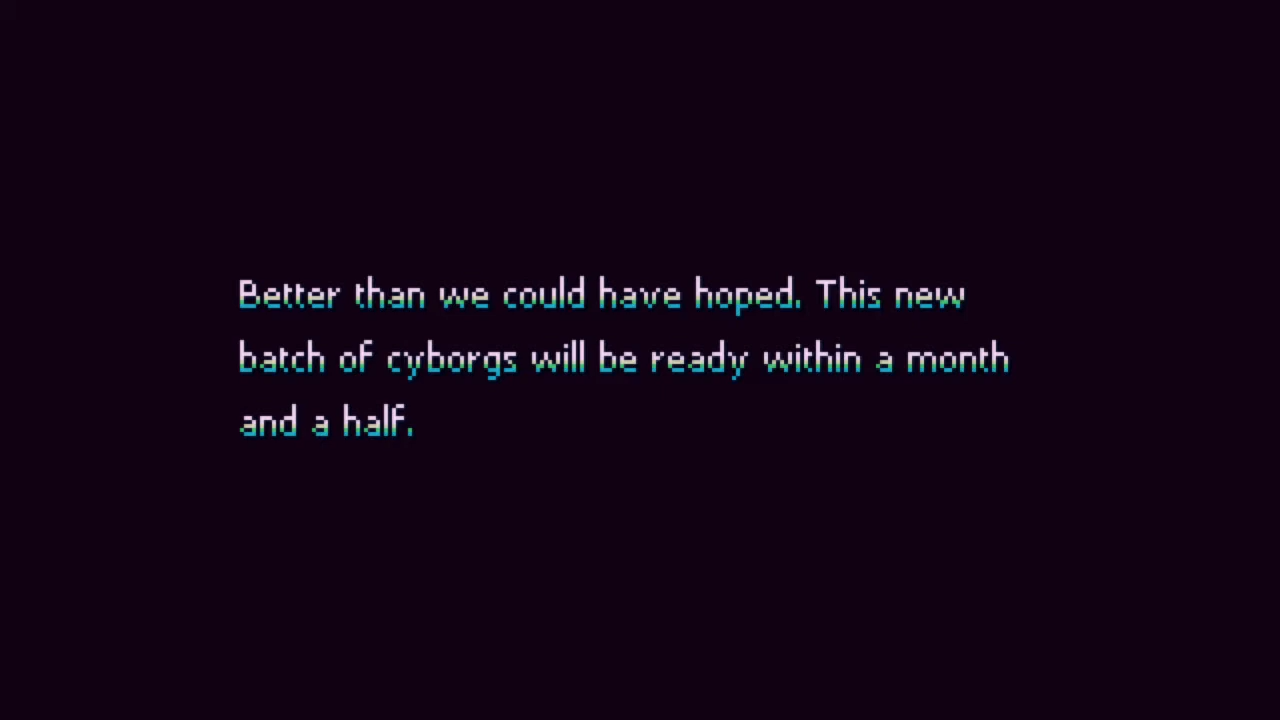 Better than we could have hoped. This new
batch of cyborgs will be ready within a month
and a half.